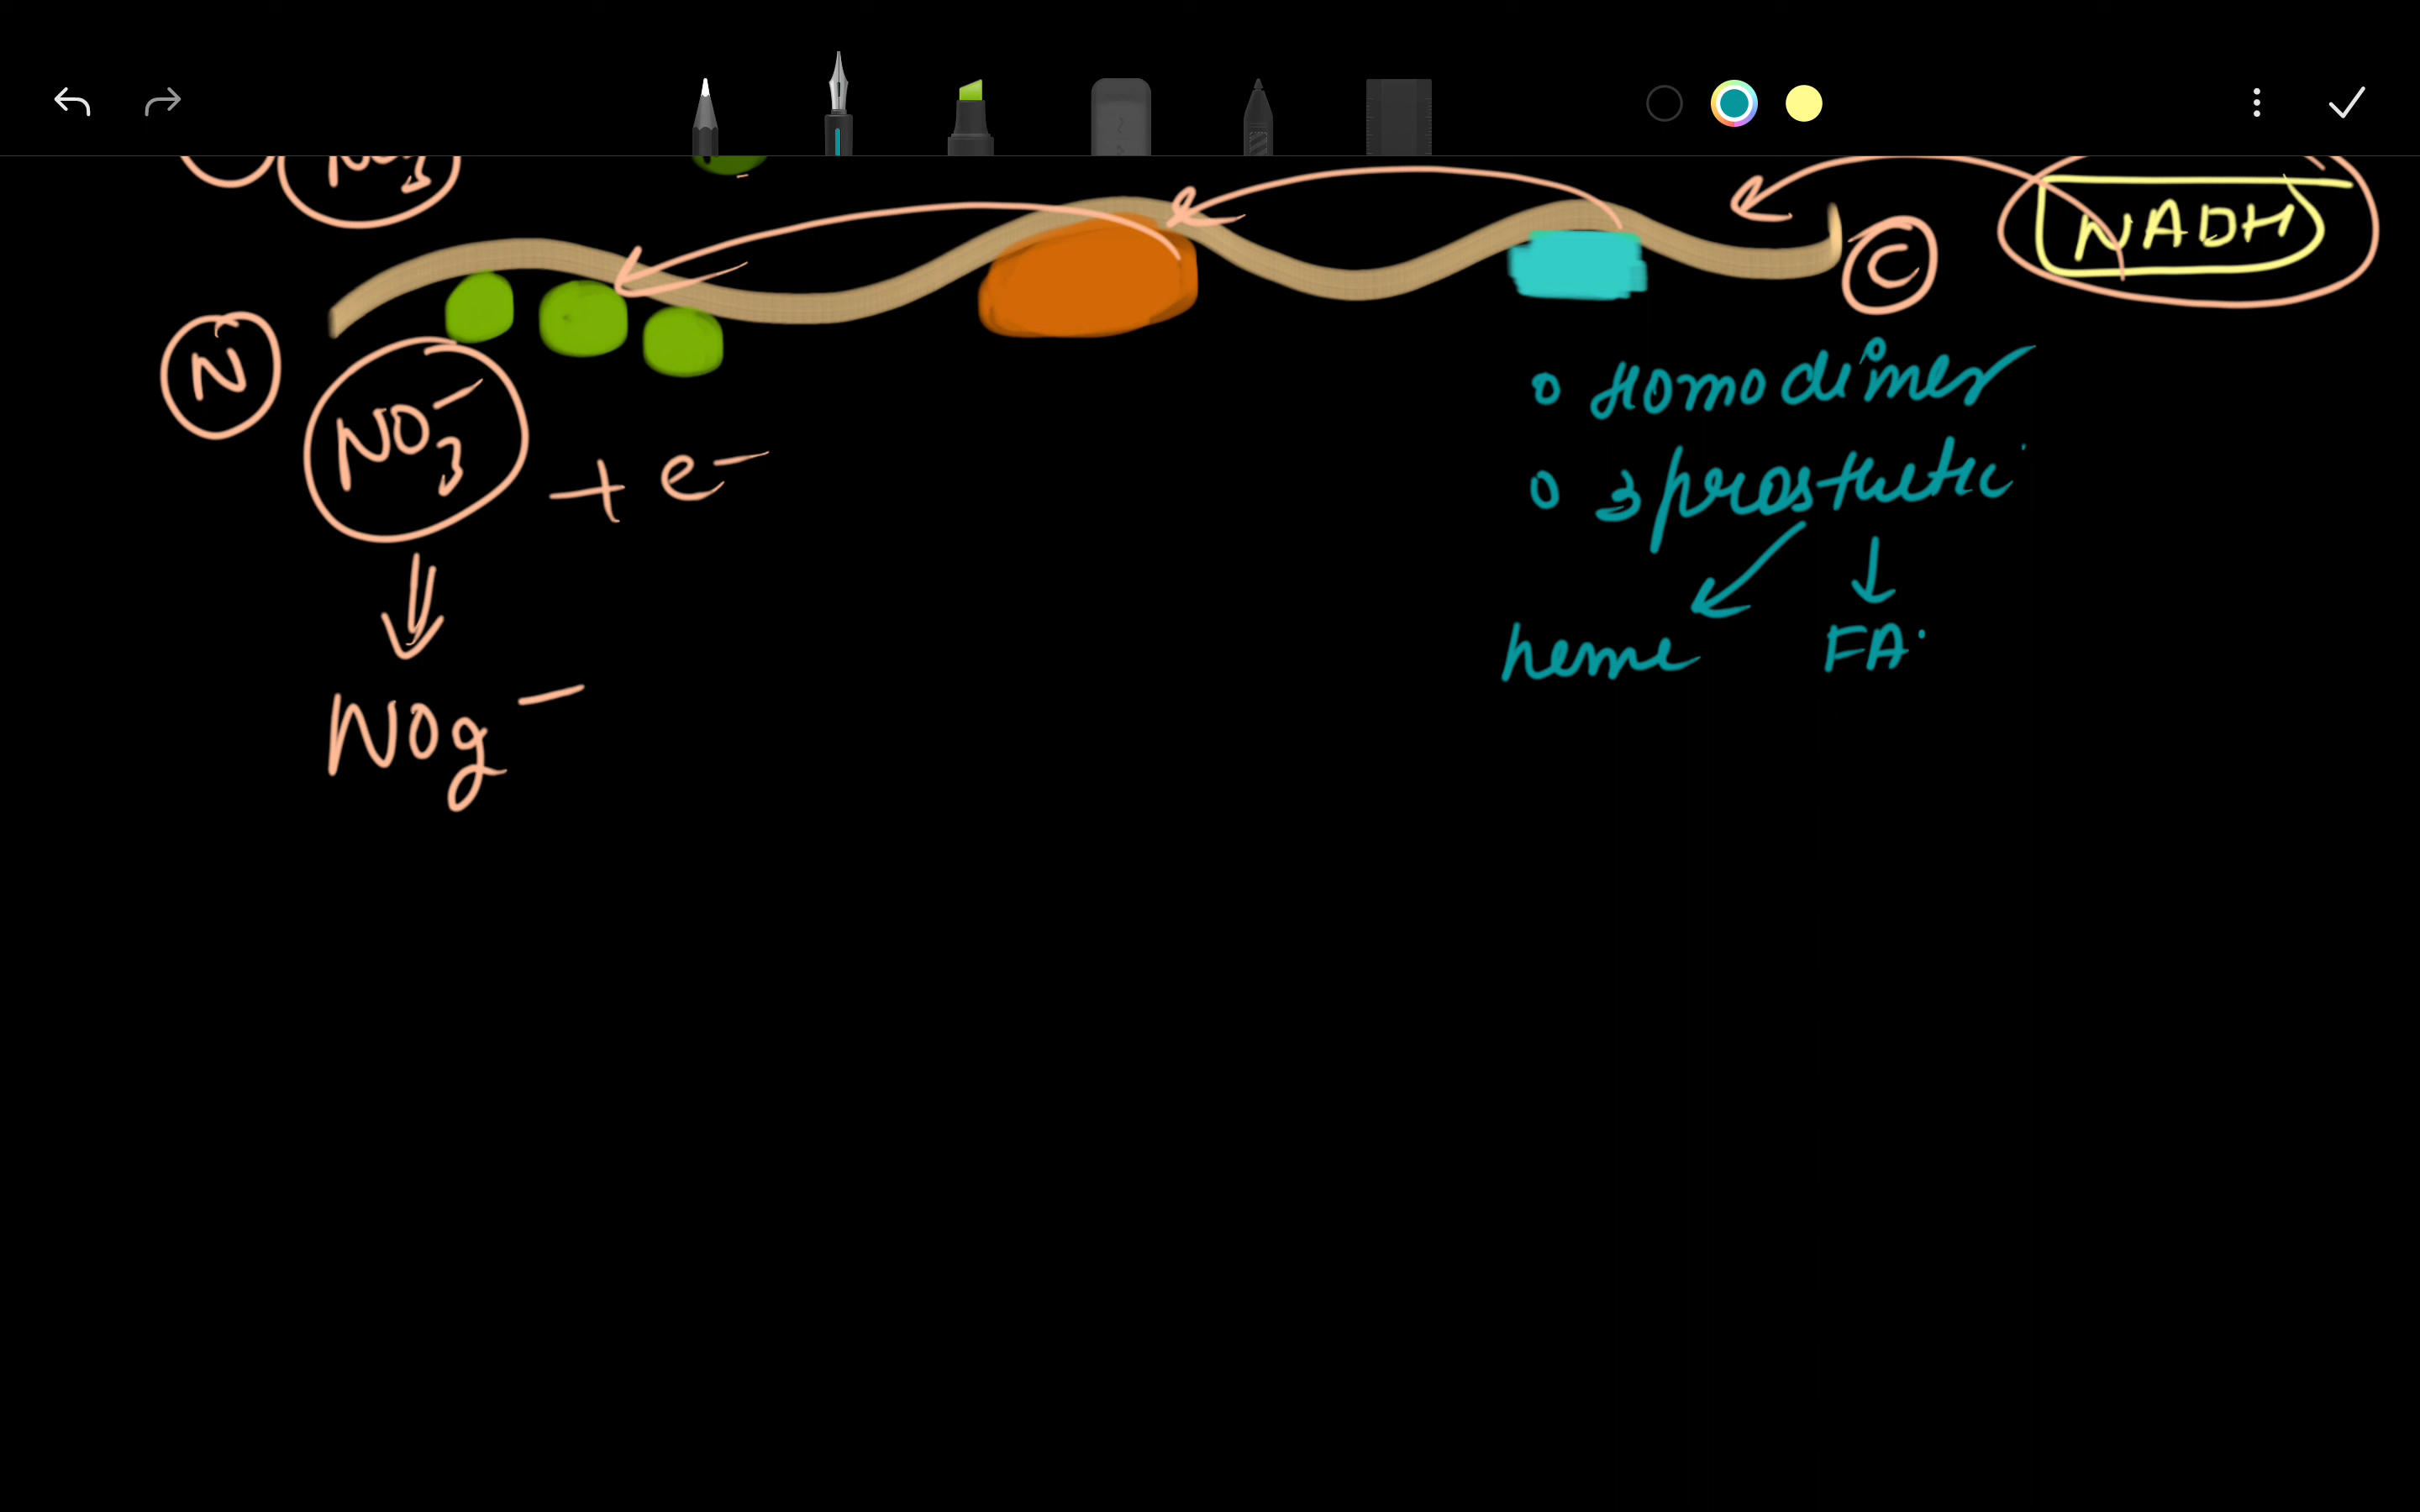 NADH
C
N
NO3⁻ + e⁻
NO2⁻
o Homodimer
o 3 prosthetic
heme FA